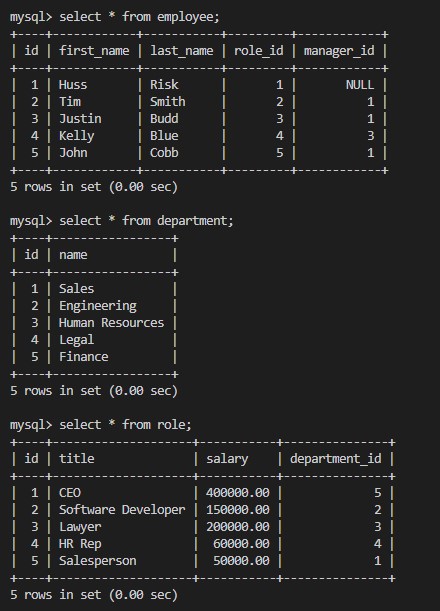 mysql> select * from employee;
+----+------------+-----------+---------+------------+
| id | first_name | last_name | role_id | manager_id |
+----+------------+-----------+---------+------------+
|  1 | Huss       | Risk      |       1 |       NULL |
|  2 | Tim        | Smith     |       2 |          1 |
|  3 | Justin     | Budd      |       3 |          1 |
|  4 | Kelly      | Blue      |       4 |          3 |
|  5 | John       | Cobb      |       5 |          1 |
+----+------------+-----------+---------+------------+
5 rows in set (0.00 sec)

mysql> select * from department;
+----+-----------------+
| id | name            |
+----+-----------------+
|  1 | Sales           |
|  2 | Engineering     |
|  3 | Human Resources |
|  4 | Legal           |
|  5 | Finance         |
+----+-----------------+
5 rows in set (0.00 sec)

mysql> select * from role;
+----+--------------------+-----------+---------------+
| id | title              | salary    | department_id |
+----+--------------------+-----------+---------------+
|  1 | CEO                | 400000.00 |             5 |
|  2 | Software Developer | 150000.00 |             2 |
|  3 | Lawyer             | 200000.00 |             3 |
|  4 | HR Rep             |  60000.00 |             4 |
|  5 | Salesperson        |  50000.00 |             1 |
+----+--------------------+-----------+---------------+
5 rows in set (0.00 sec)